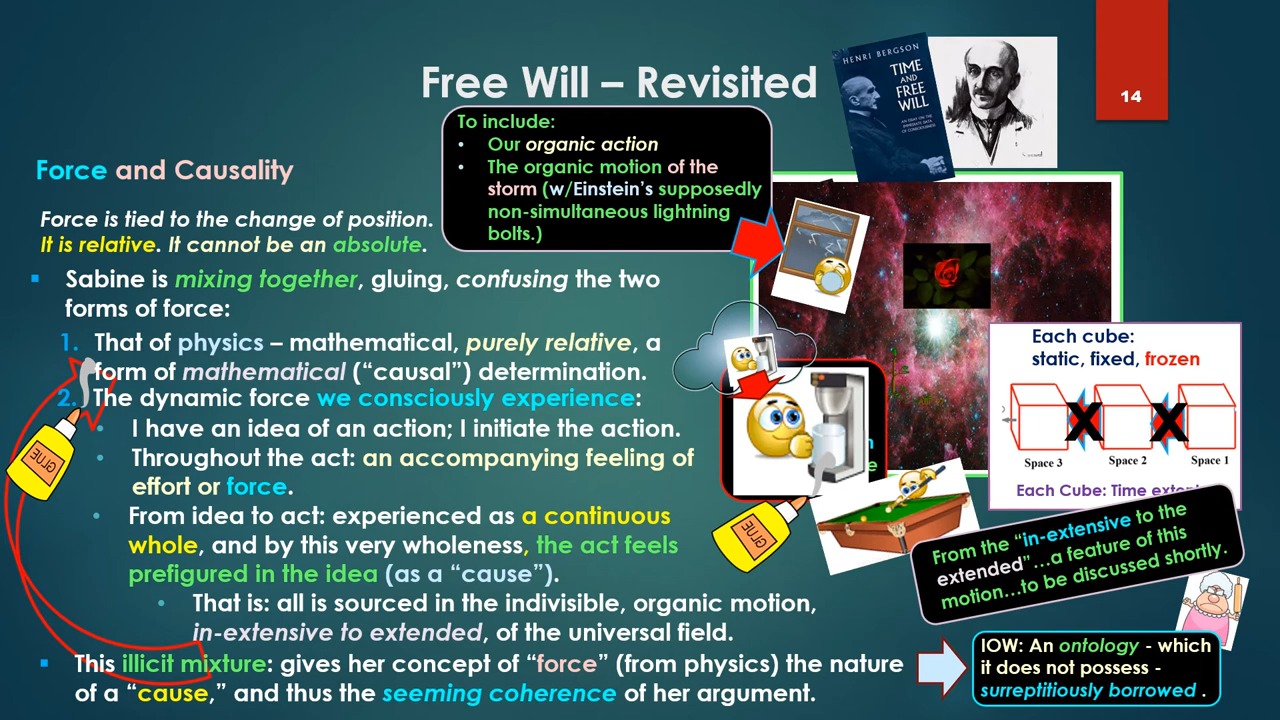 Free Will – Revisited
14
HENRI BERGSON
TIME
AND
FREE
WILL
AN ESSAY ON THE
IMMEDIATE DATA
OF CONSCIOUSNESS
To include:
• Our organic action
• The organic motion of the
storm (w/Einstein's supposedly
non-simultaneous lightning
bolts.)
Force and Causality
Force is tied to the change of position.
It is relative. It cannot be an absolute.
▪ Sabine is mixing together, gluing, confusing the two
forms of force:
1. That of physics – mathematical, purely relative, a
form of mathematical (“causal”) determination.
2. The dynamic force we consciously experience:
• I have an idea of an action; I initiate the action.
• Throughout the act: an accompanying feeling of
effort or force.
• From idea to act: experienced as a continuous
whole, and by this very wholeness, the act feels
prefigured in the idea (as a “cause”).
• That is: all is sourced in the indivisible, organic motion,
in-extensive to extended, of the universal field.
▪ This illicit mixture: gives her concept of “force” (from physics) the nature
of a “cause,” and thus the seeming coherence of her argument.
GLUE
GLUE
Each cube:
static, fixed, frozen
X X
Space 3 Space 2 Space 1
Each Cube: Time
From the “in-extensive to the
extended”...a feature of this
motion...to be discussed shortly.
IOW: An ontology - which
it does not possess -
surreptitiously borrowed .